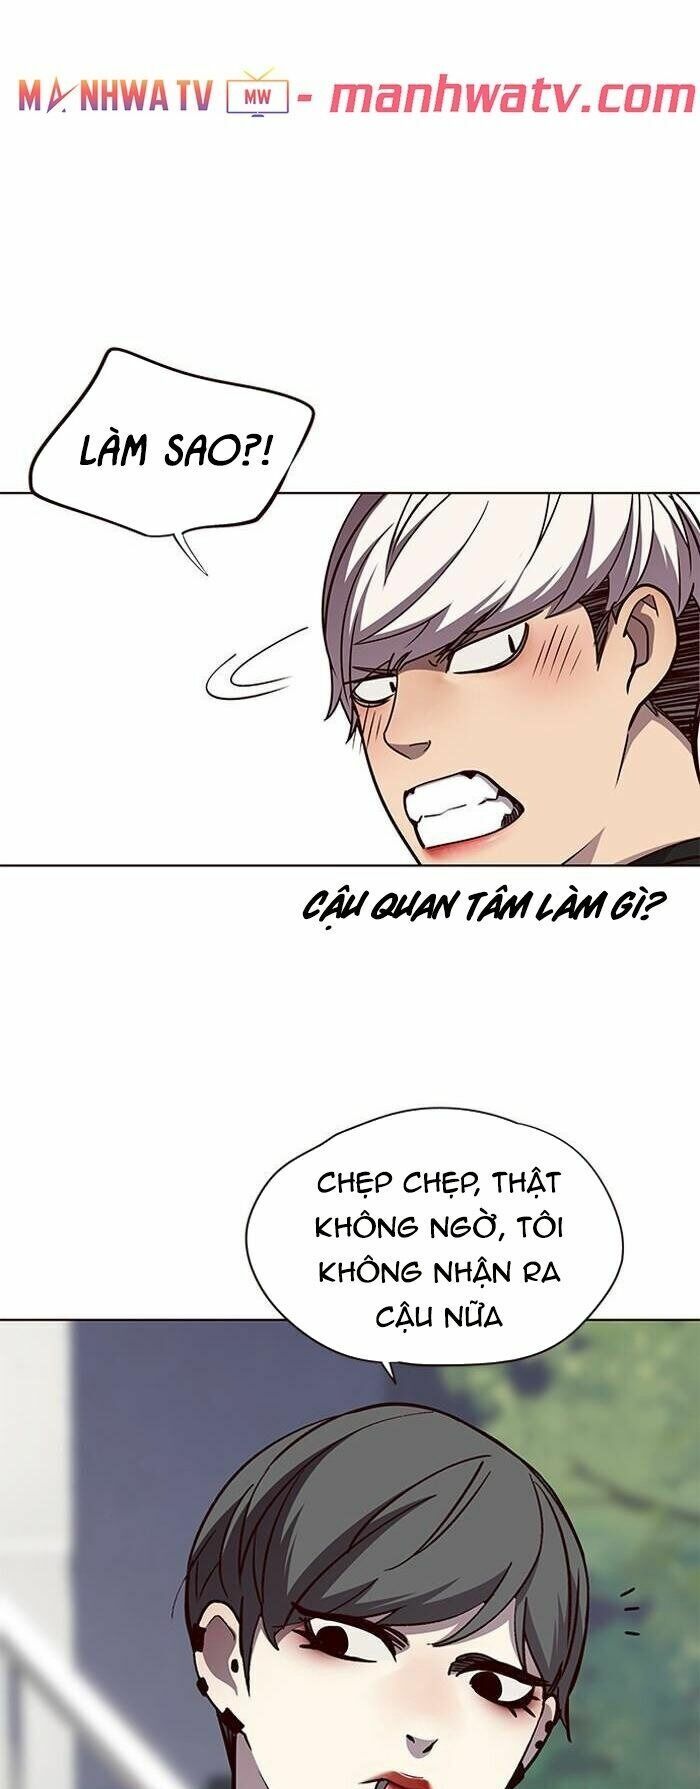 MANHWA TV MW - manhwatv.com
LÀM SAO?!
CẬU QUAN TÂM LÀM GÌ?
CHẸP CHẸP, THẬT
KHÔNG NGỜ, TÔI
KHÔNG NHẬN RA
CẬU NỮA